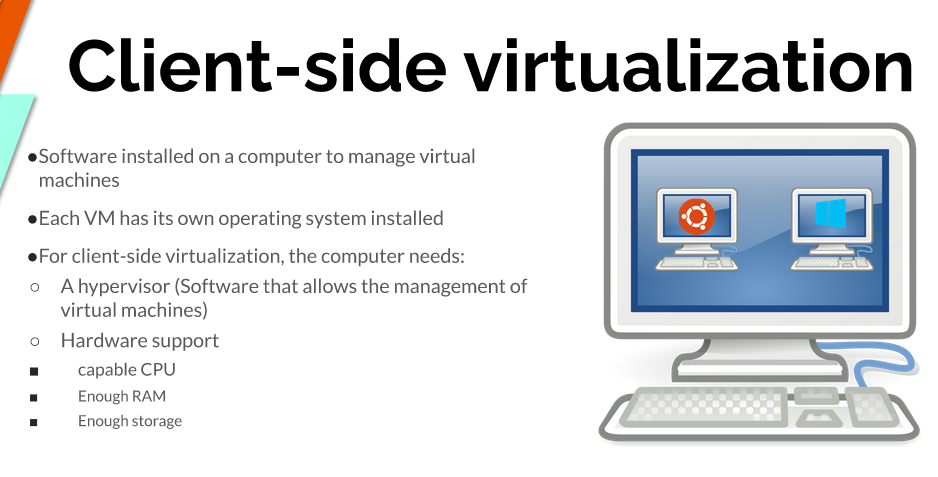 Client-side virtualization
●Software installed on a computer to manage virtual
machines
●Each VM has its own operating system installed
●For client-side virtualization, the computer needs:
○ A hypervisor (Software that allows the management of
virtual machines)
○ Hardware support
■ capable CPU
■ Enough RAM
■ Enough storage